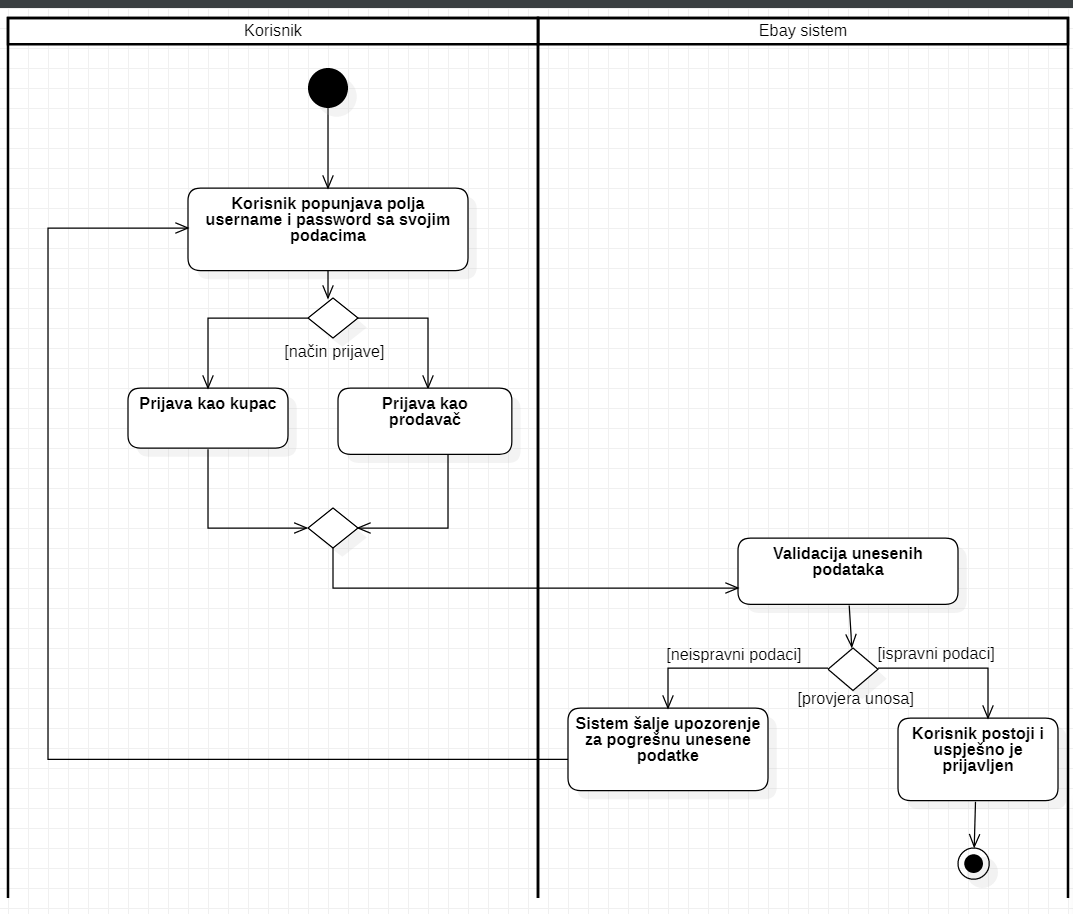 Korisnik
Ebay sistem
Korisnik popunjava polja
username i password sa svojim
podacima
[način prijave]
Prijava kao kupac
Prijava kao
prodavač
Validacija unesenih
podataka
[neispravni podaci]
[ispravni podaci]
[provjera unosa]
Sistem šalje upozorenje
za pogrešnu unesene
podatke
Korisnik postoji i
uspješno je
prijavljen